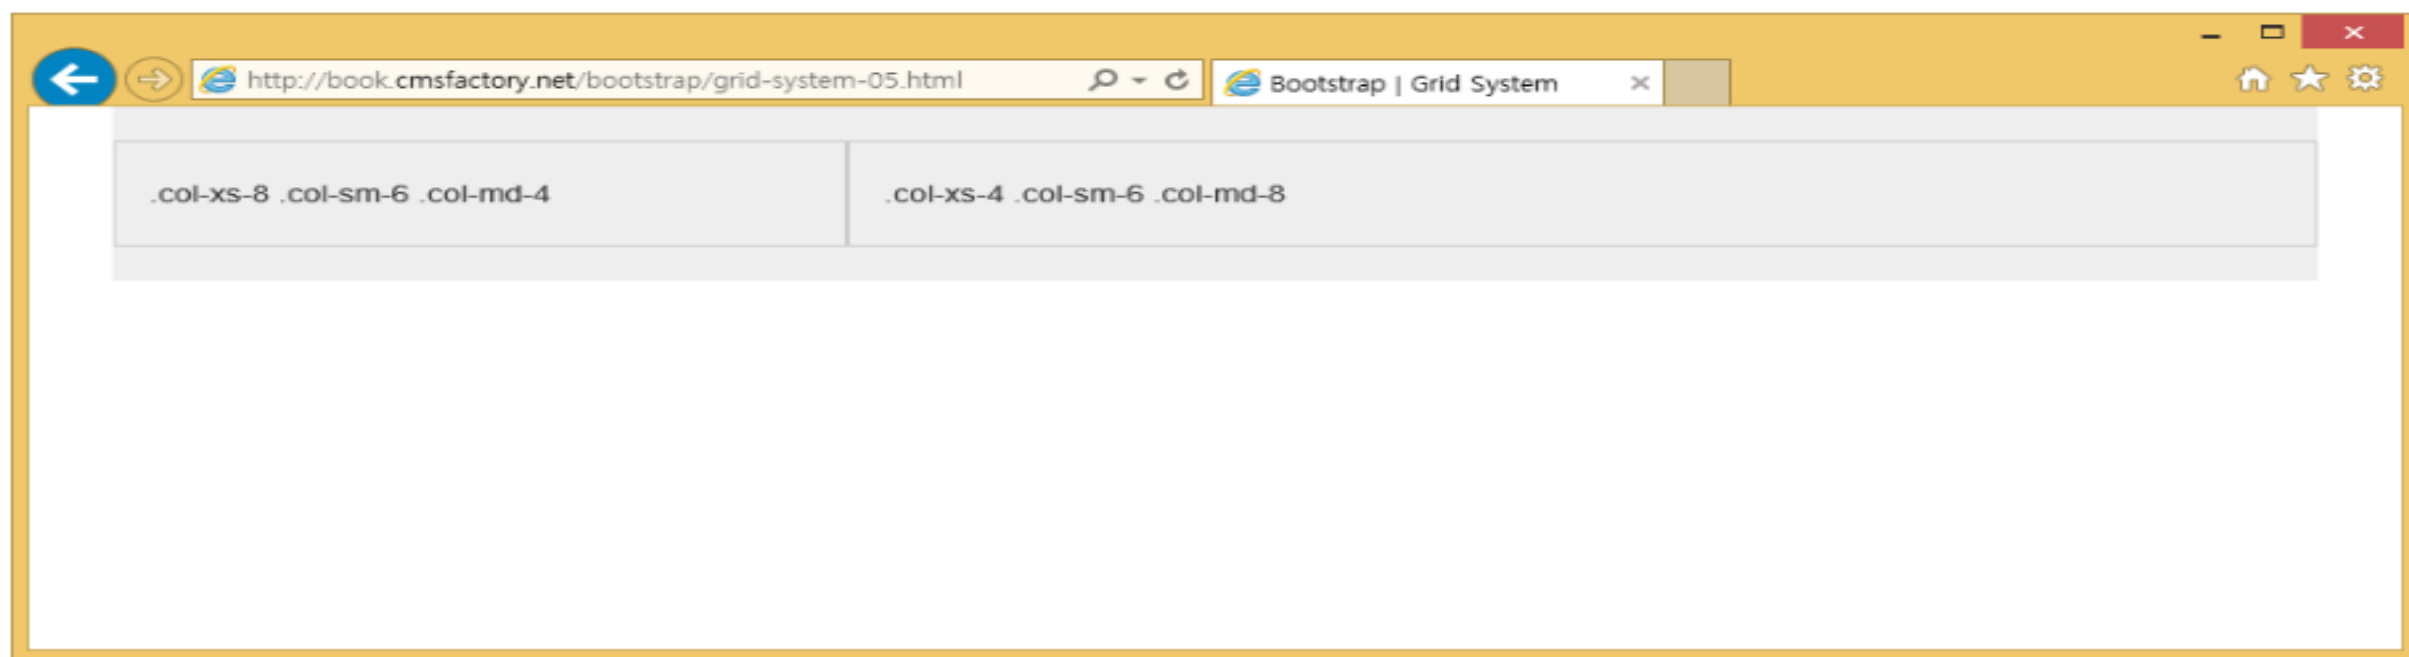 http://book.cmsfactory.net/bootstrap/grid-system-05.html
Bootstrap | Grid System
.col-xs-8 .col-sm-6 .col-md-4
.col-xs-4 .col-sm-6 .col-md-8